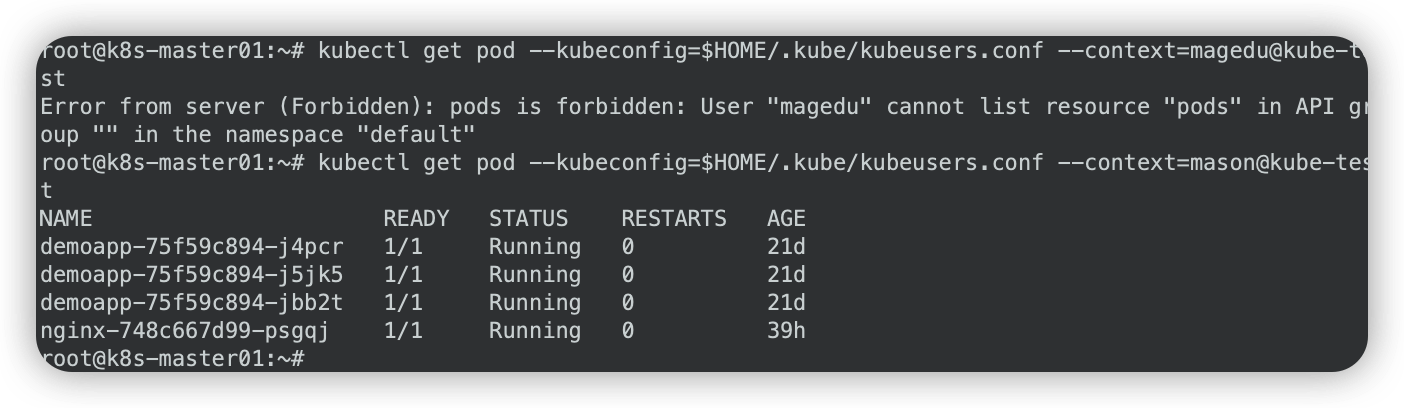 root@k8s-master01:~# kubectl get pod --kubeconfig=$HOME/.kube/kubeusers.conf --context=magedu@kube-t
st
Error from server (Forbidden): pods is forbidden: User "magedu" cannot list resource "pods" in API gr
oup "" in the namespace "default"
root@k8s-master01:~# kubectl get pod --kubeconfig=$HOME/.kube/kubeusers.conf --context=mason@kube-tes
t
NAME READY STATUS RESTARTS AGE
demoapp-75f59c894-j4pcr 1/1 Running 0 21d
demoapp-75f59c894-j5jk5 1/1 Running 0 21d
demoapp-75f59c894-jbb2t 1/1 Running 0 21d
nginx-748c667d99-psgqj 1/1 Running 0 39h
root@k8s-master01:~#